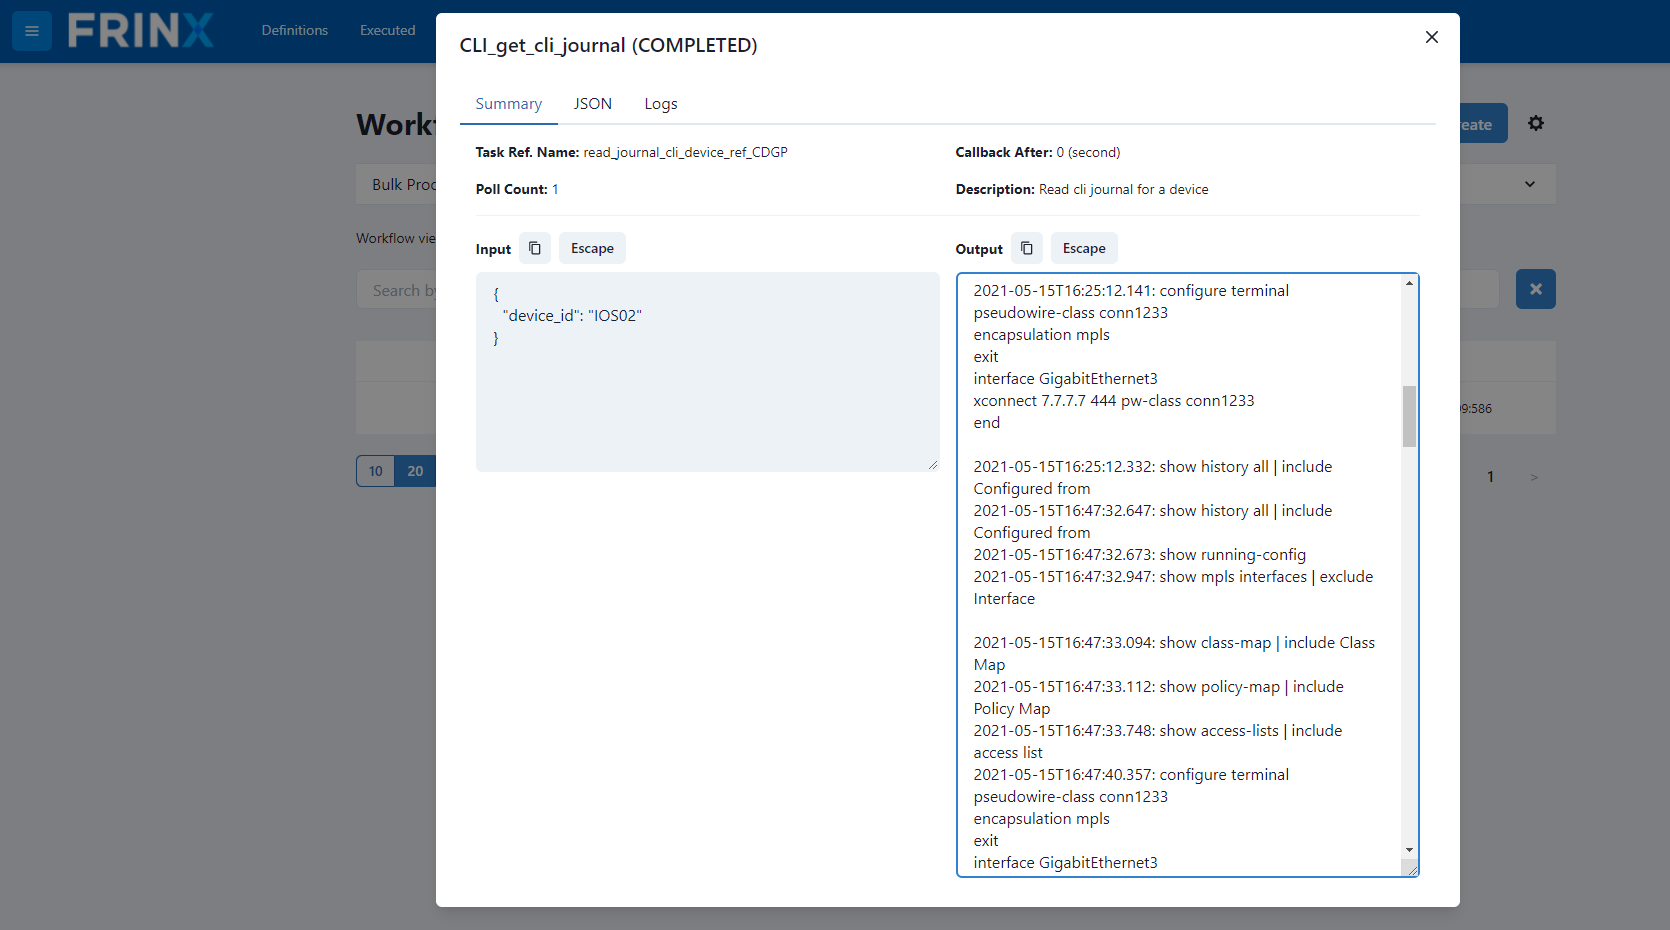 FRINX
Definitions
Executed
CLI_get_cli_journal (COMPLETED)
Summary
JSON
Logs
Task Ref. Name: read_journal_cli_device_ref_CDGP
Callback After: 0 (second)
Poll Count: 1
Description: Read cli journal for a device
Input
Escape
Output
Escape
{
"device_id": "IOS02"
}
2021-05-15T16:25:12.141: configure terminal
pseudowire-class conn1233
encapsulation mpls
exit
interface GigabitEthernet3
xconnect 7.7.7.7 444 pw-class conn1233
end
2021-05-15T16:25:12.332: show history all | include
Configured from
2021-05-15T16:47:32.647: show history all | include
Configured from
2021-05-15T16:47:32.673: show running-config
2021-05-15T16:47:32.947: show mpls interfaces | exclude
Interface
2021-05-15T16:47:33.094: show class-map | include Class
Map
2021-05-15T16:47:33.112: show policy-map | include
Policy Map
2021-05-15T16:47:33.748: show access-lists | include
access list
2021-05-15T16:47:40.357: configure terminal
pseudowire-class conn1233
encapsulation mpls
exit
interface GigabitEthernet3
Workf
eate
Bulk Proc
Workflow vie
Search by
9:586
10
20
1
>